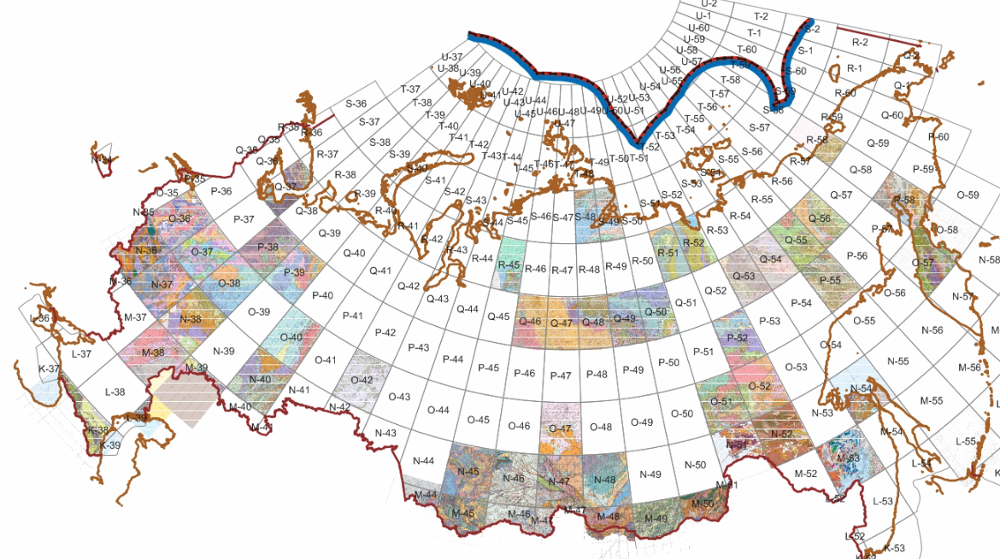 U-2
U-1
T-2
U-60
T-1
S-2
R-2
U-59
U-58
T-60
S-1
Q-2
U-37
U-57
T-59
R-1
U-38
U-39
U-56
T-58
S-60
Q-1
U-40
U-55
U-41
U-42
U-54
T-57
S-59
R-60
T-37
U-43
U-44
U-52
U-53
T-56
S-58
Q-60
S-36
T-38
U-45
U-46
U-48
U-49
U-50
U-51
T-55
R-59
S-37
T-39
U-47
T-54
S-57
P-60
R-35
R-36
T-40
T-53
R-58
Q-59
Q-35
S-38
T-41
T-42
T-52
S-56
R-57
Q-35
R-37
S-39
T-43
T-44
T-49
T-50
T-51
S-55
Q-58
P-59
N-34
Q-36
S-40
T-45
T-46
T-47
T-48
S-54
R-56
P-35
R-38
S-41
S-53
Q-57
O-59
O-35
P-36
Q-37
R-39
S-42
S-43
S-52
R-55
P-58
N-35
O-36
P-37
Q-38
R-40
S-44
S-45
S-46
S-47
S-48
S-49
S-50
S-51
R-54
Q-56
P-57
O-58
Q-39
R-41
R-42
R-43
R-53
Q-55
N-36
O-37
P-38
Q-40
R-44
R-45
R-46
R-47
R-48
R-49
R-50
R-51
R-52
Q-54
P-56
O-57
N-58
M-36
N-37
O-38
P-39
Q-41
Q-42
Q-43
Q-53
P-55
O-56
N-57
P-40
Q-44
Q-45
Q-46
Q-47
Q-48
Q-49
Q-50
Q-51
Q-52
P-54
L-36
M-37
N-38
O-39
P-41
P-42
P-53
O-55
N-56
M
L-37
M-38
N-39
O-40
O-41
P-43
P-44
P-45
P-46
P-47
P-48
P-49
P-50
P-51
P-52
O-54
N-55
M-56
K-37
M-39
N-40
O-42
O-53
L-38
N-41
O-43
O-52
N-54
M-55
L
M-40
N-42
O-44
O-45
O-46
O-47
O-48
O-49
O-50
O-51
N-53
L-39
M-41
N-43
N-52
M-54
K-38
K-39
N-51
L-55
N-44
N-45
N-46
N-47
N-48
N-49
N-50
M-53
L-54
K
M-44
M-51
M-52
L-52
L-53
M-45
M-46
M-47
M-48
M-49
M-50
L-52
K-53